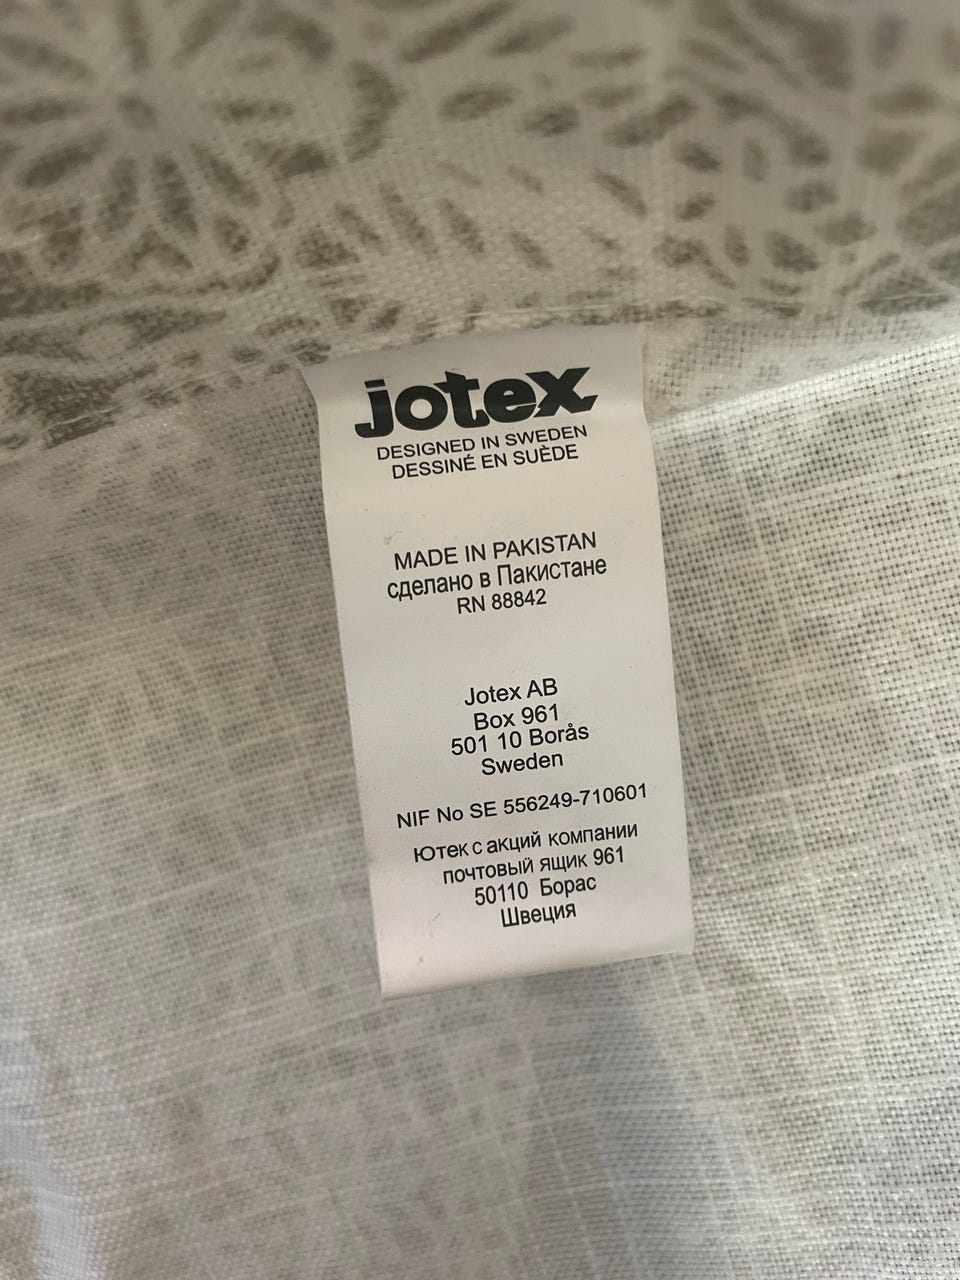 jotex
DESIGNED IN SWEDEN
DESSINÉ EN SUÈDE
MADE IN PAKISTAN
сделано в Пакистане
RN 88842
Jotex AB
Box 961
501 10 Borås
Sweden
NIF No SE 556249-710601
Ютек с акций компании
почтовый ящик 961
50110 Борас
Швеция